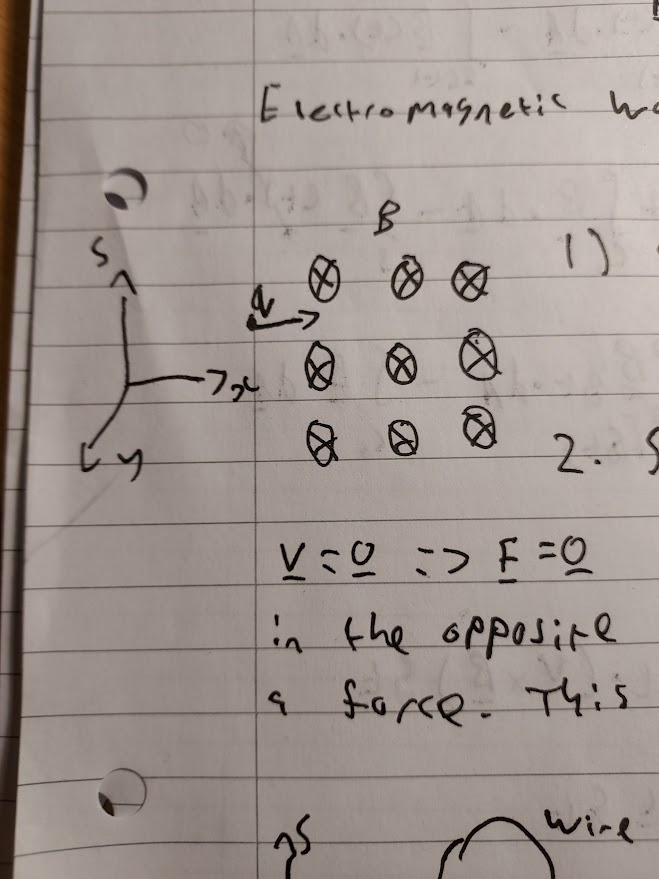 Electromagnetic
B
S
1)
v
x
y
2. S
V = 0 => F = 0
in the opposite
a force. This
S
wire